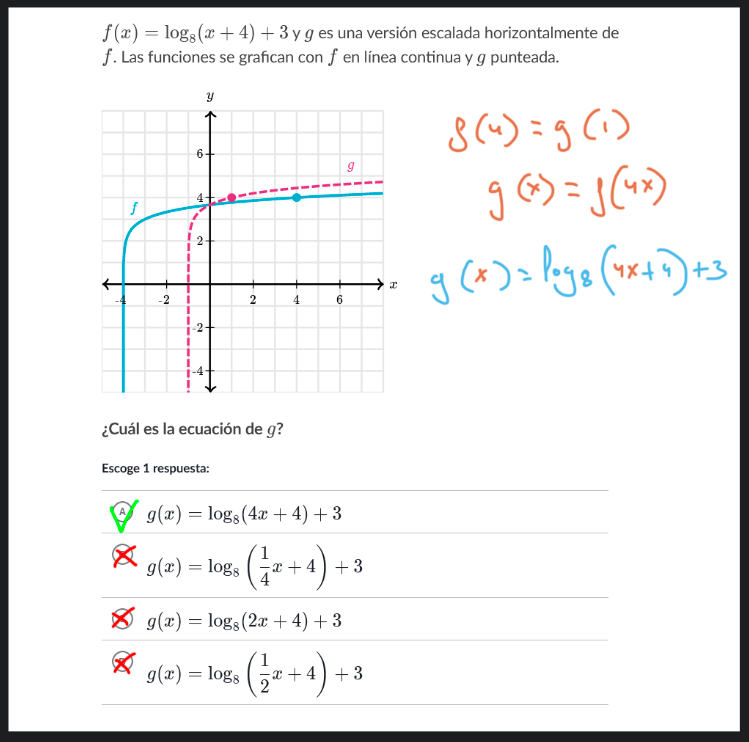 f(x) = log₈(x + 4) + 3 y g es una versión escalada horizontalmente de
f. Las funciones se grafican con f en línea continua y g punteada.
y
6
g
f
4
2
-4 -2 2 4 6 x
-2
-4
f(4) = g(1)
g(x) = f(4x)
g(x) = log₈(4x+4)+3
¿Cuál es la ecuación de g?
Escoge 1 respuesta:
A g(x) = log₈(4x + 4) + 3
g(x) = log₈(1/4 x + 4) + 3
g(x) = log₈(2x + 4) + 3
g(x) = log₈(1/2 x + 4) + 3